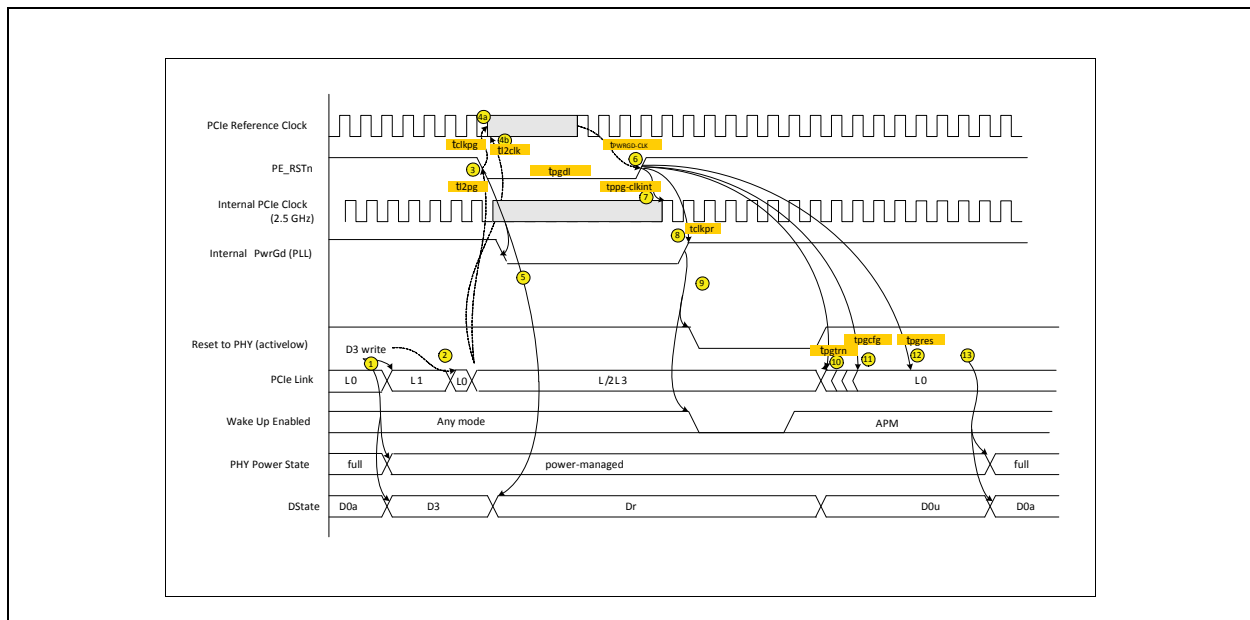 PCIe Reference Clock
4a
4b
tclkpg
tl2clk
tPWRGD-CLK
PE_RSTn
3
6
tl2pg
tpgdl
tppg-clkint
Internal PCIe Clock
(2.5 GHz)
7
tclkpr
8
Internal PwrGd (PLL)
5
9
Reset to PHY (activelow)
D3 write
1
2
tpgtrn
tpgcfg
tpgres
10
11
12
13
PCIe Link
L0
L1
L0
L/2L3
L0
Wake Up Enabled
Any mode
APM
PHY Power State
full
power-managed
full
DState
D0a
D3
Dr
D0u
D0a